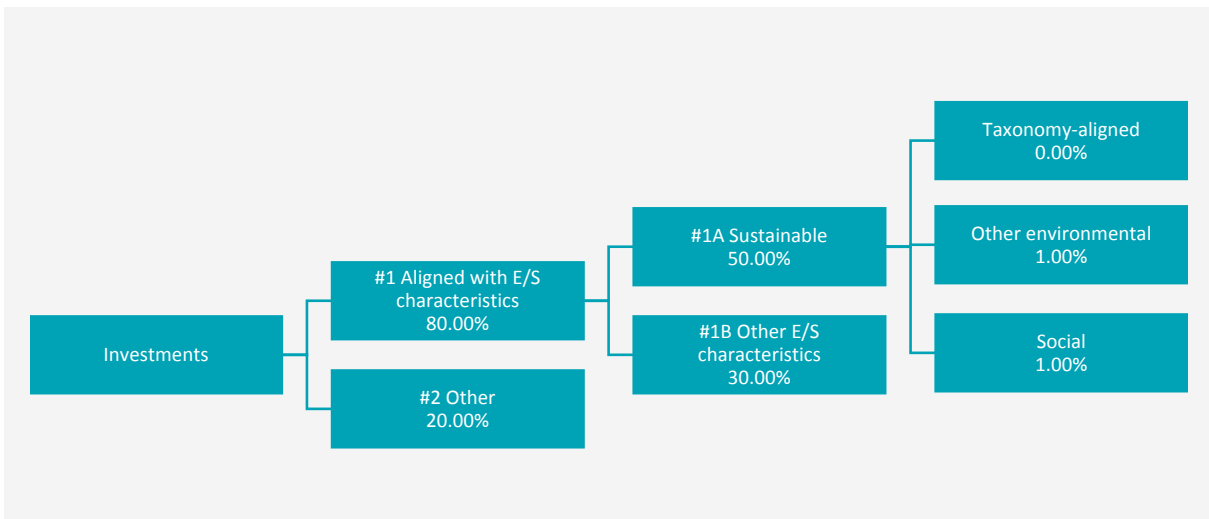 Investments
#1 Aligned with E/S
characteristics
80.00%
#2 Other
20.00%
#1A Sustainable
50.00%
#1B Other E/S
characteristics
30.00%
Taxonomy-aligned
0.00%
Other environmental
1.00%
Social
1.00%